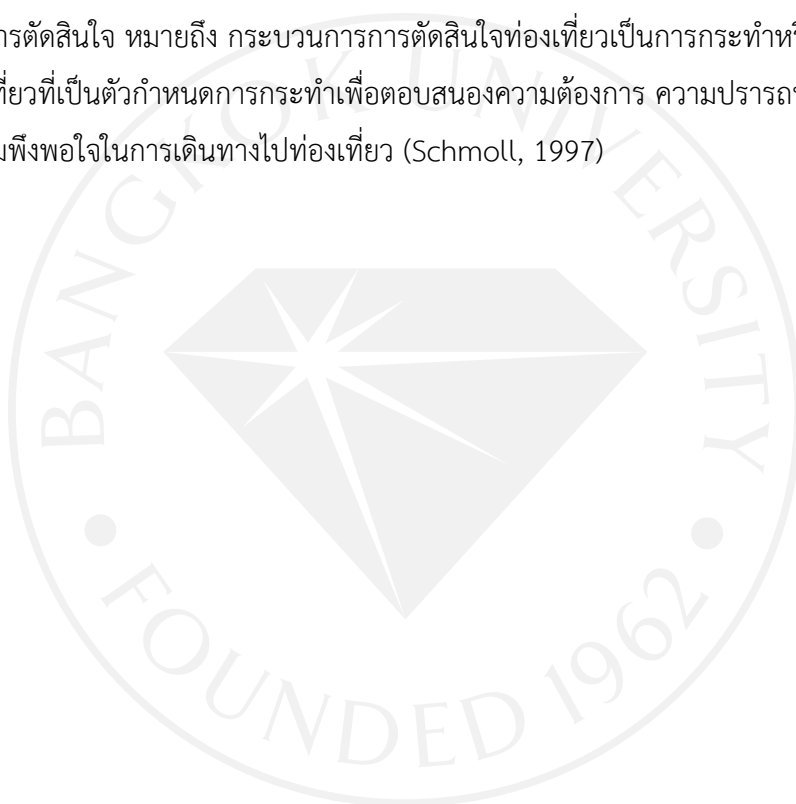 ารตัดสินใจ หมายถึง กระบวนการการตัดสินใจท่องเที่ยวเป็นการกระทำหรื
ที่ยวที่เป็นตัวกำหนดการกระทำเพื่อตอบสนองความต้องการ ความปรารถ
มพึงพอใจในการเดินทางไปท่องเที่ยว (Schmoll, 1997)
BANGKOK UNIVERSITY
FOUNDED 1962